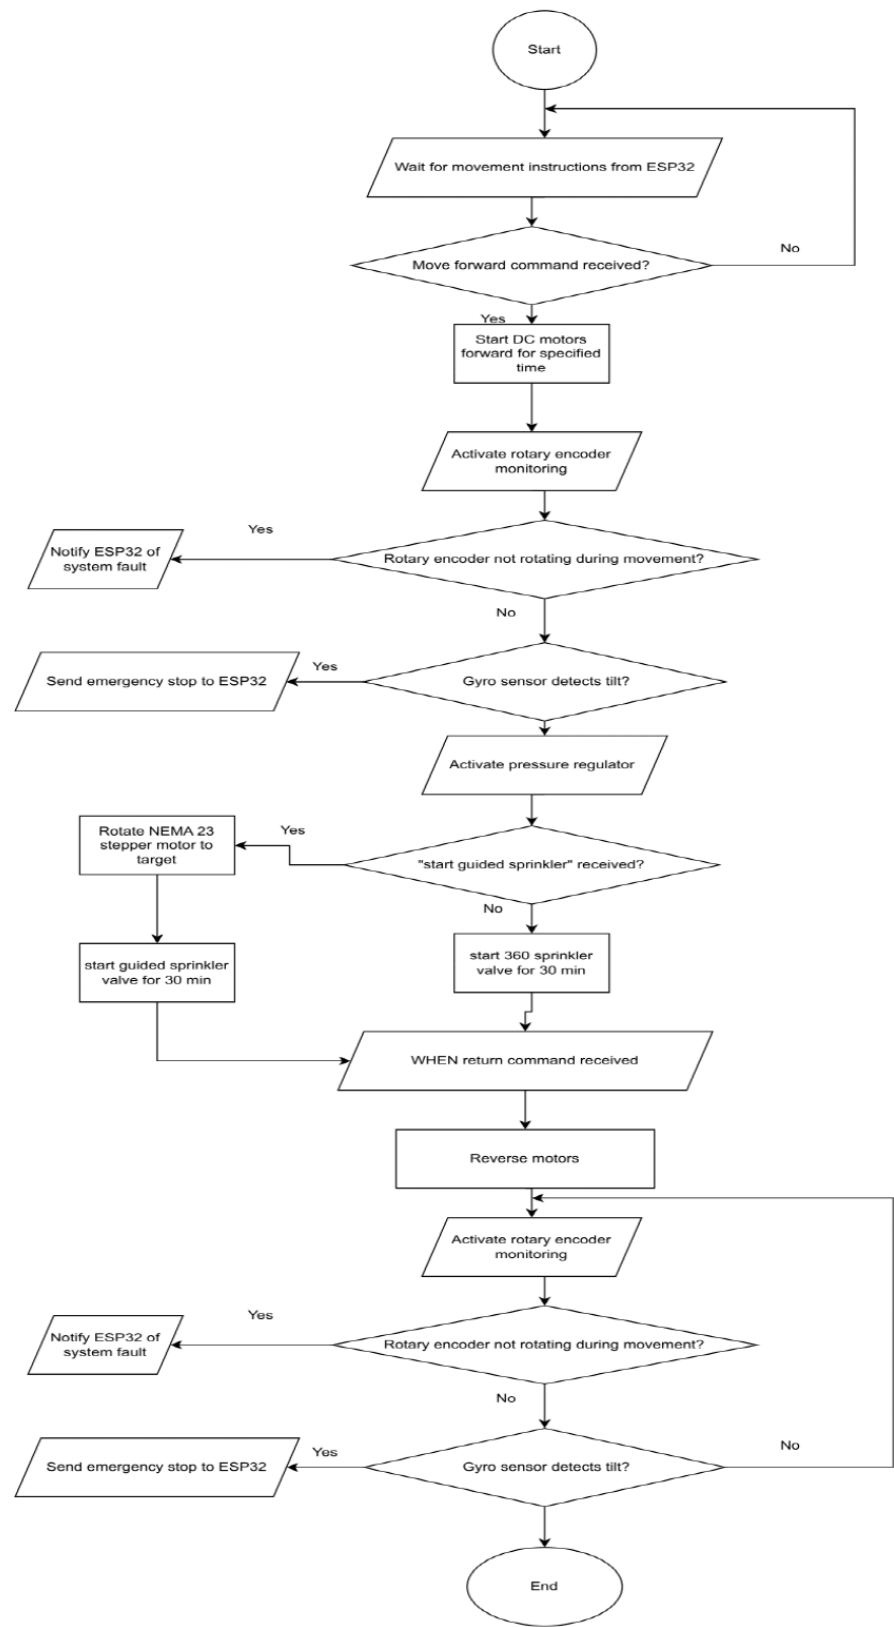 Start
Wait for movement instructions from ESP32
No
Move forward command received?
Yes
Start DC motors
forward for specified
time
Activate rotary encoder
monitoring
Yes
Notify ESP32 of
system fault
Rotary encoder not rotating during movement?
No
Yes
Send emergency stop to ESP32
Gyro sensor detects tilt?
Activate pressure regulator
Rotate NEMA 23
stepper motor to
target
Yes
"start guided sprinkler" received?
No
start guided sprinkler
valve for 30 min
start 360 sprinkler
valve for 30 min
WHEN return command received
Reverse motors
Activate rotary encoder
monitoring
Yes
Notify ESP32 of
system fault
Rotary encoder not rotating during movement?
No
Yes
No
Send emergency stop to ESP32
Gyro sensor detects tilt?
End